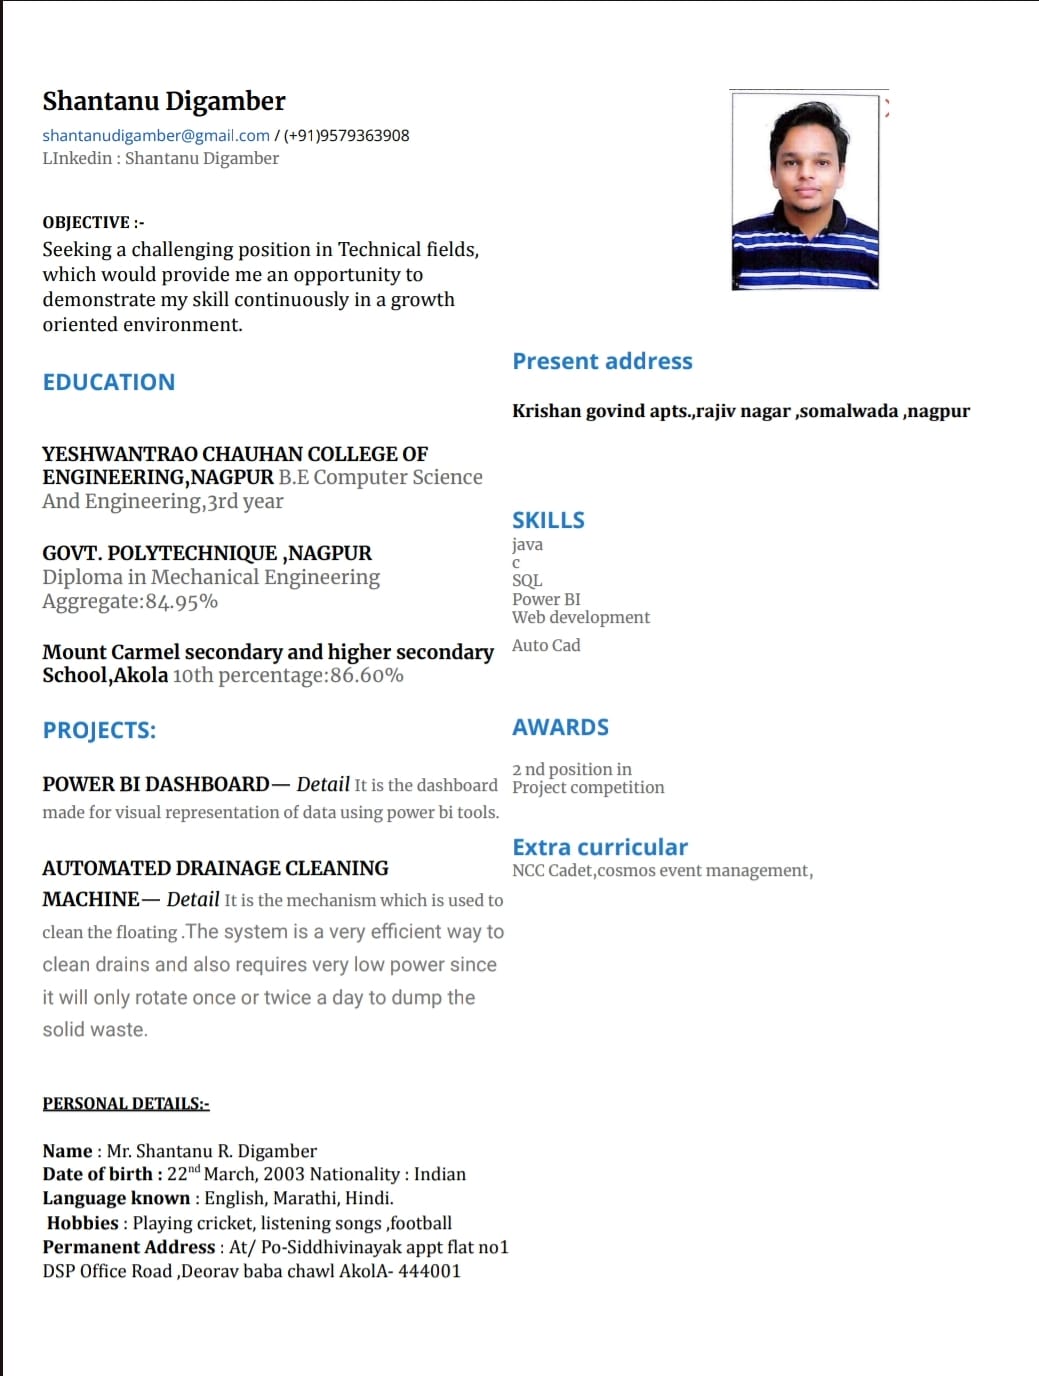 Shantanu Digamber
shantanudigamber@gmail.com / (+91)9579363908
LInkedin : Shantanu Digamber
OBJECTIVE :-
Seeking a challenging position in Technical fields,
which would provide me an opportunity to
demonstrate my skill continuously in a growth
oriented environment.
EDUCATION
YESHWANTRAO CHAUHAN COLLEGE OF
ENGINEERING,NAGPUR B.E Computer Science
And Engineering,3rd year
GOVT. POLYTECHNIQUE ,NAGPUR
Diploma in Mechanical Engineering
Aggregate:84.95%
Mount Carmel secondary and higher secondary
School,Akola 10th percentage:86.60%
PROJECTS:
POWER BI DASHBOARD— Detail It is the dashboard
made for visual representation of data using power bi tools.
AUTOMATED DRAINAGE CLEANING
MACHINE— Detail It is the mechanism which is used to
clean the floating .The system is a very efficient way to
clean drains and also requires very low power since
it will only rotate once or twice a day to dump the
solid waste.
PERSONAL DETAILS:-
Name : Mr. Shantanu R. Digamber
Date of birth : 22nd March, 2003 Nationality : Indian
Language known : English, Marathi, Hindi.
Hobbies : Playing cricket, listening songs ,football
Permanent Address : At/ Po-Siddhivinayak appt flat no1
DSP Office Road ,Deorav baba chawl AkolA- 444001
Present address
Krishan govind apts.,rajiv nagar ,somalwada ,nagpur
SKILLS
java
c
SQL
Power BI
Web development
Auto Cad
AWARDS
2 nd position in
Project competition
Extra curricular
NCC Cadet,cosmos event management,